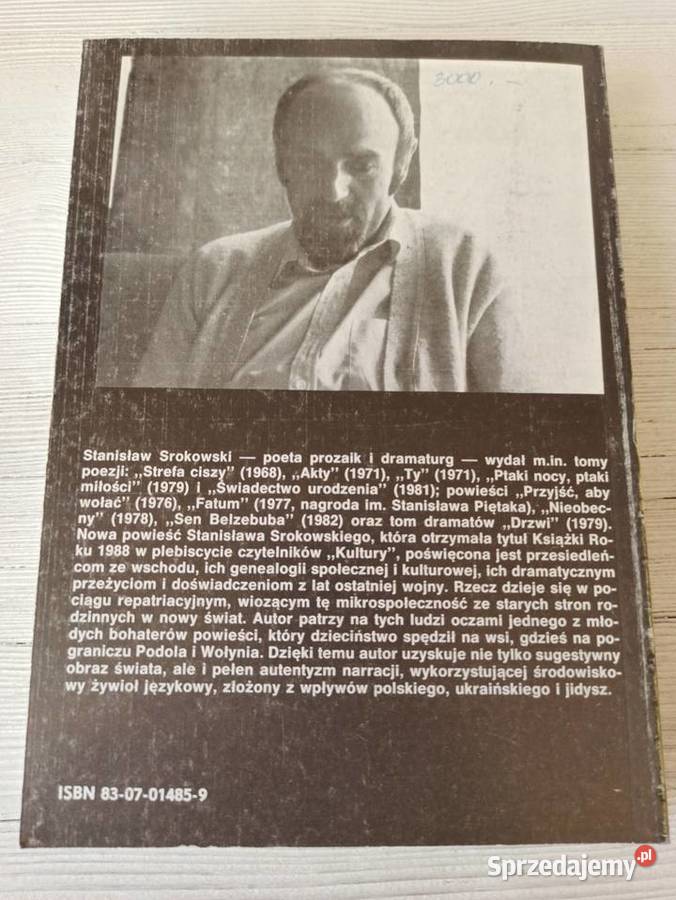 3000.-
Stanisław Srokowski — poeta prozaik i dramaturg — wydał m.in. tomy
poezji: „Strefa ciszy” (1968), „Akty” (1971), „Ty” (1971), „Ptaki nocy, ptaki
miłości” (1979) i „Świadectwo urodzenia” (1981); powieści „Przyjść, aby
wołać” (1976), „Fatum” (1977, nagroda im. Stanisława Piętaka), „Nieobec-
ny” (1978), „Sen Belzebuba” (1982) oraz tom dramatów „Drzwi” (1979).
Nowa powieść Stanisława Srokowskiego, która otrzymała tytuł Książki Ro-
ku 1988 w plebiscycie czytelników „Kultury”, poświęcona jest przesiedleń-
com ze wschodu, ich genealogii społecznej i kulturowej, ich dramatycznym
przeżyciom i doświadczeniom z lat ostatniej wojny. Rzecz dzieje się w po-
ciągu repatriacyjnym, wiozącym tę mikrospołeczność ze starych stron ro-
dzinnych w nowy świat. Autor patrzy na tych ludzi oczami jednego z mło-
dych bohaterów powieści, który dzieciństwo spędził na wsi, gdzieś na po-
graniczu Podola i Wołynia. Dzięki temu autor uzyskuje nie tylko sugestywny
obraz świata, ale i pełen autentyzm narracji, wykorzystującej środowisko-
wy żywioł językowy, złożony z wpływów polskiego, ukraińskiego i jidysz.
ISBN 83-07-01485-9
Sprzedajemy.pl